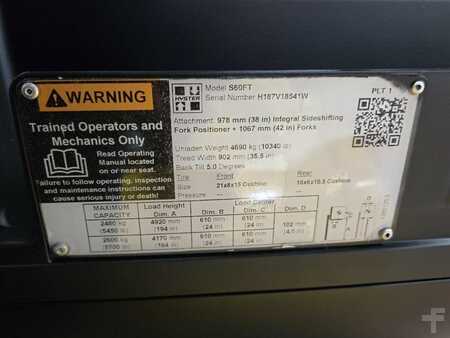 WARNING
Trained Operators and
Mechanics Only
Read Operating
Manual located
on or near seat.
Failure to follow operating, inspection
and maintenance instructions can
cause serious injury or death!
HYSTER
Model S60FT
Serial Number H187V18541W
PLT 1
Attachment: 978 mm (38 in) Integral Sideshifting
Fork Positioner + 1067 mm (42 in) Forks
Unladen Weight 4690 kg (10340 lb)
Tread Width 902 mm (35.5 in)
Back Tilt 5.0 Degrees
Tire Front Rear
Size 21x8x15 Cushion 16x6x10.5 Cushion
Pressure --- ---
MAXIMUM CAPACITY Load Height Dim. A Load Center Dim. B Dim. C Dim. D
2480 kg 4920 mm 610 mm 610 mm 102 mm
(5450 lb) (194 in) (24 in) (24 in) (4.0 in)
4170 mm 610 mm 610 mm
(24 in) (24 in)
f